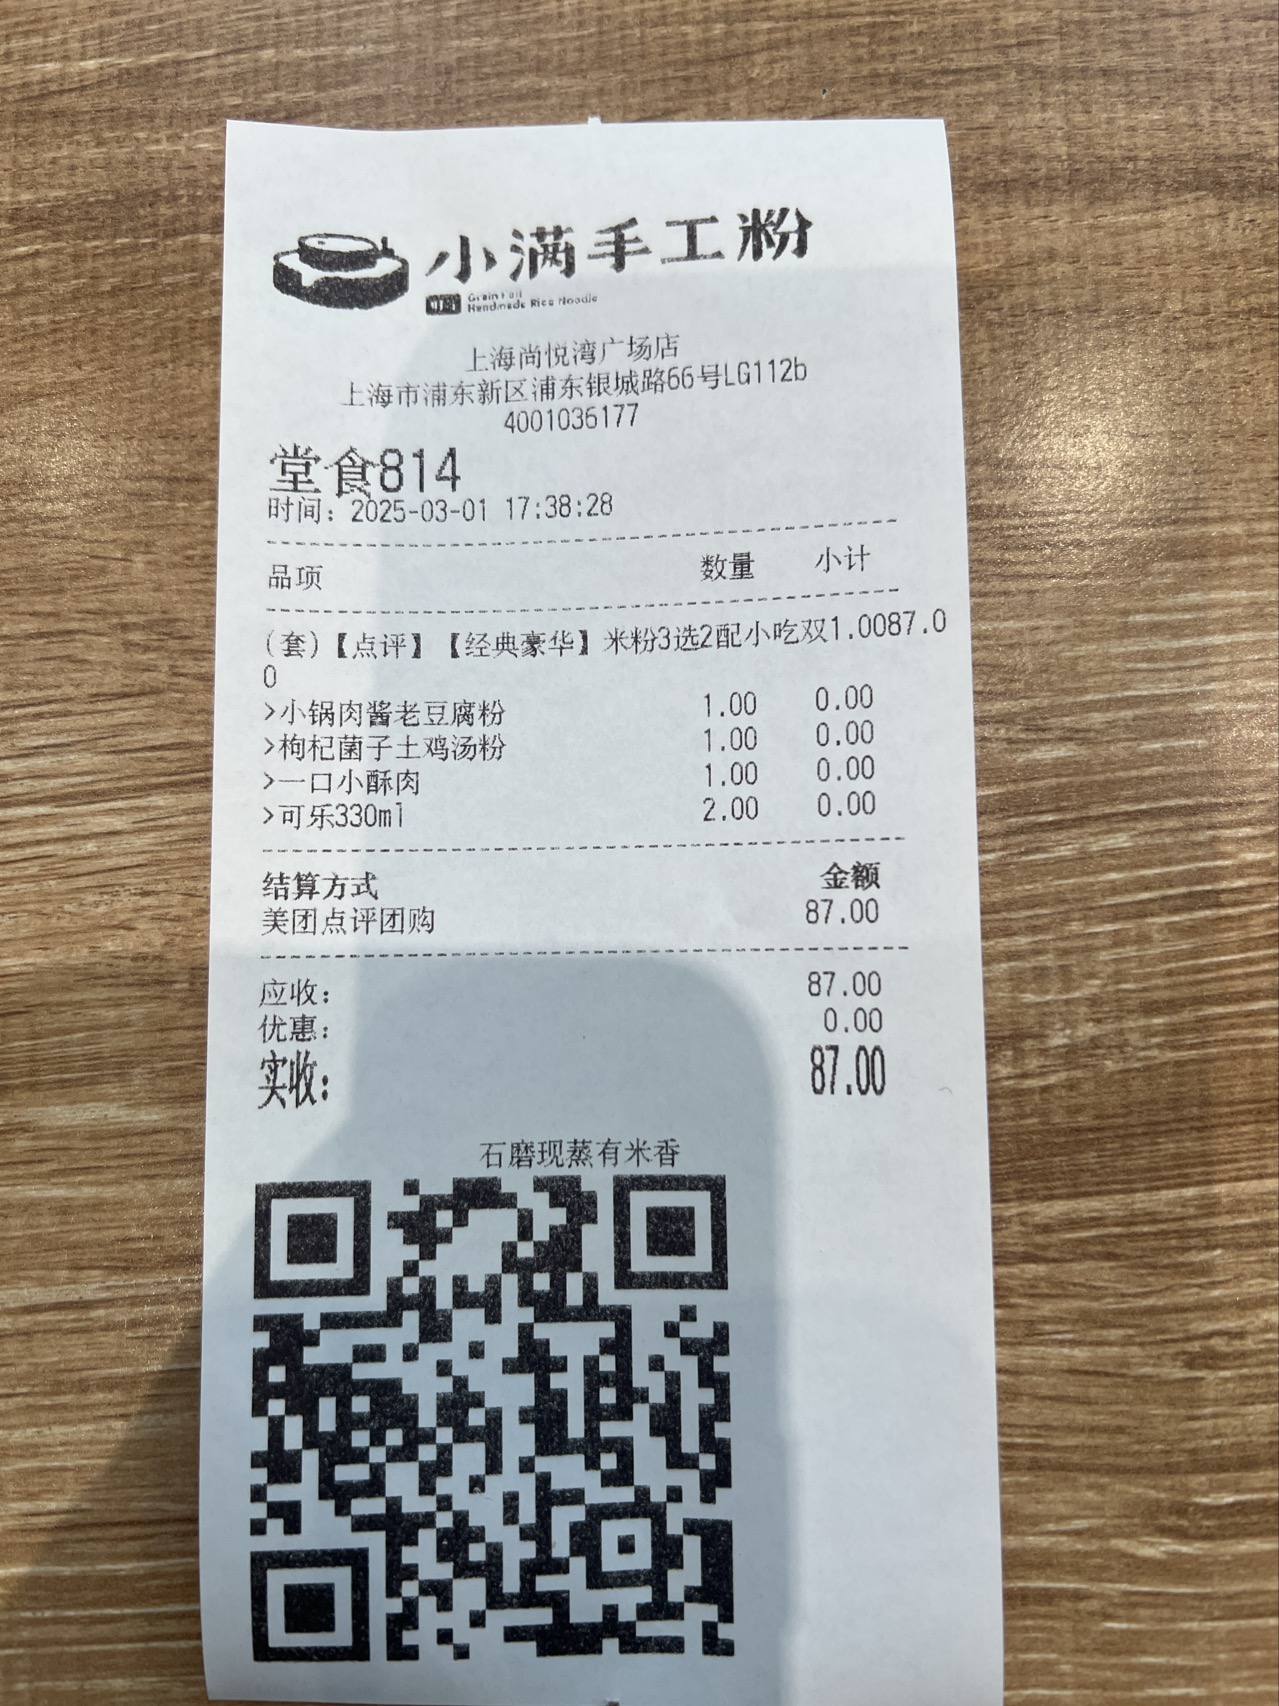 小满手工粉
Grain Full
Handmade Rice Noodle
上海尚悦湾广场店
上海市浦东新区浦东银城路66号LG112b
4001036177
堂食814
时间：2025-03-01 17:38:28
品项 数量 小计
(套)【点评】【经典豪华】米粉3选2配小吃双1.0087.0
0
>小锅肉酱老豆腐粉 1.00 0.00
>枸杞菌子土鸡汤粉 1.00 0.00
>一口小酥肉 1.00 0.00
>可乐330ml 2.00 0.00
结算方式 金额
美团点评团购 87.00
应收： 87.00
优惠： 0.00
实收： 87.00
石磨现蒸有米香